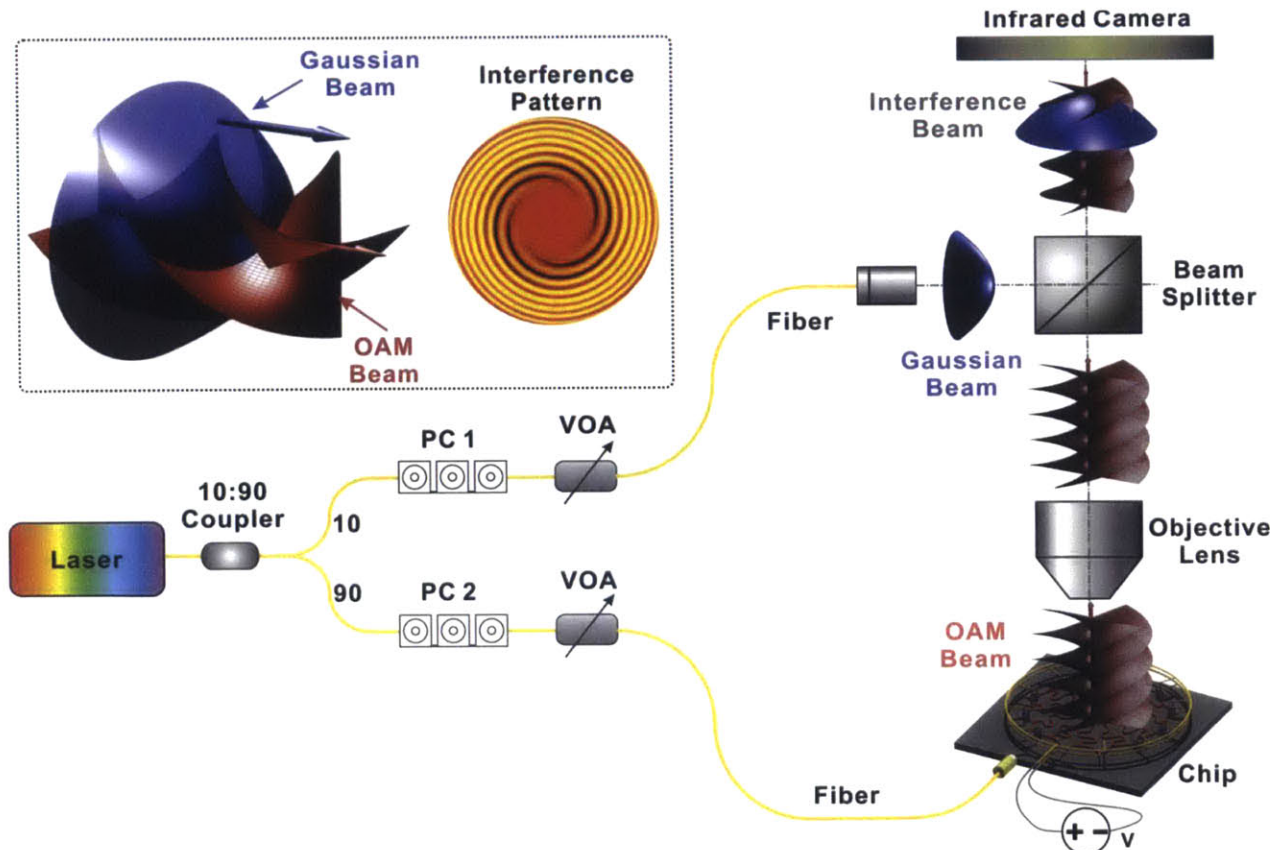 Infrared Camera
Gaussian
Beam
Interference
Pattern
Interference
Beam
OAM
Beam
Fiber
Gaussian
Beam
Beam
Splitter
PC 1
VOA
10:90
Coupler
10
Laser
90
PC 2
VOA
Objective
Lens
OAM
Beam
Fiber
Chip
+ -
V